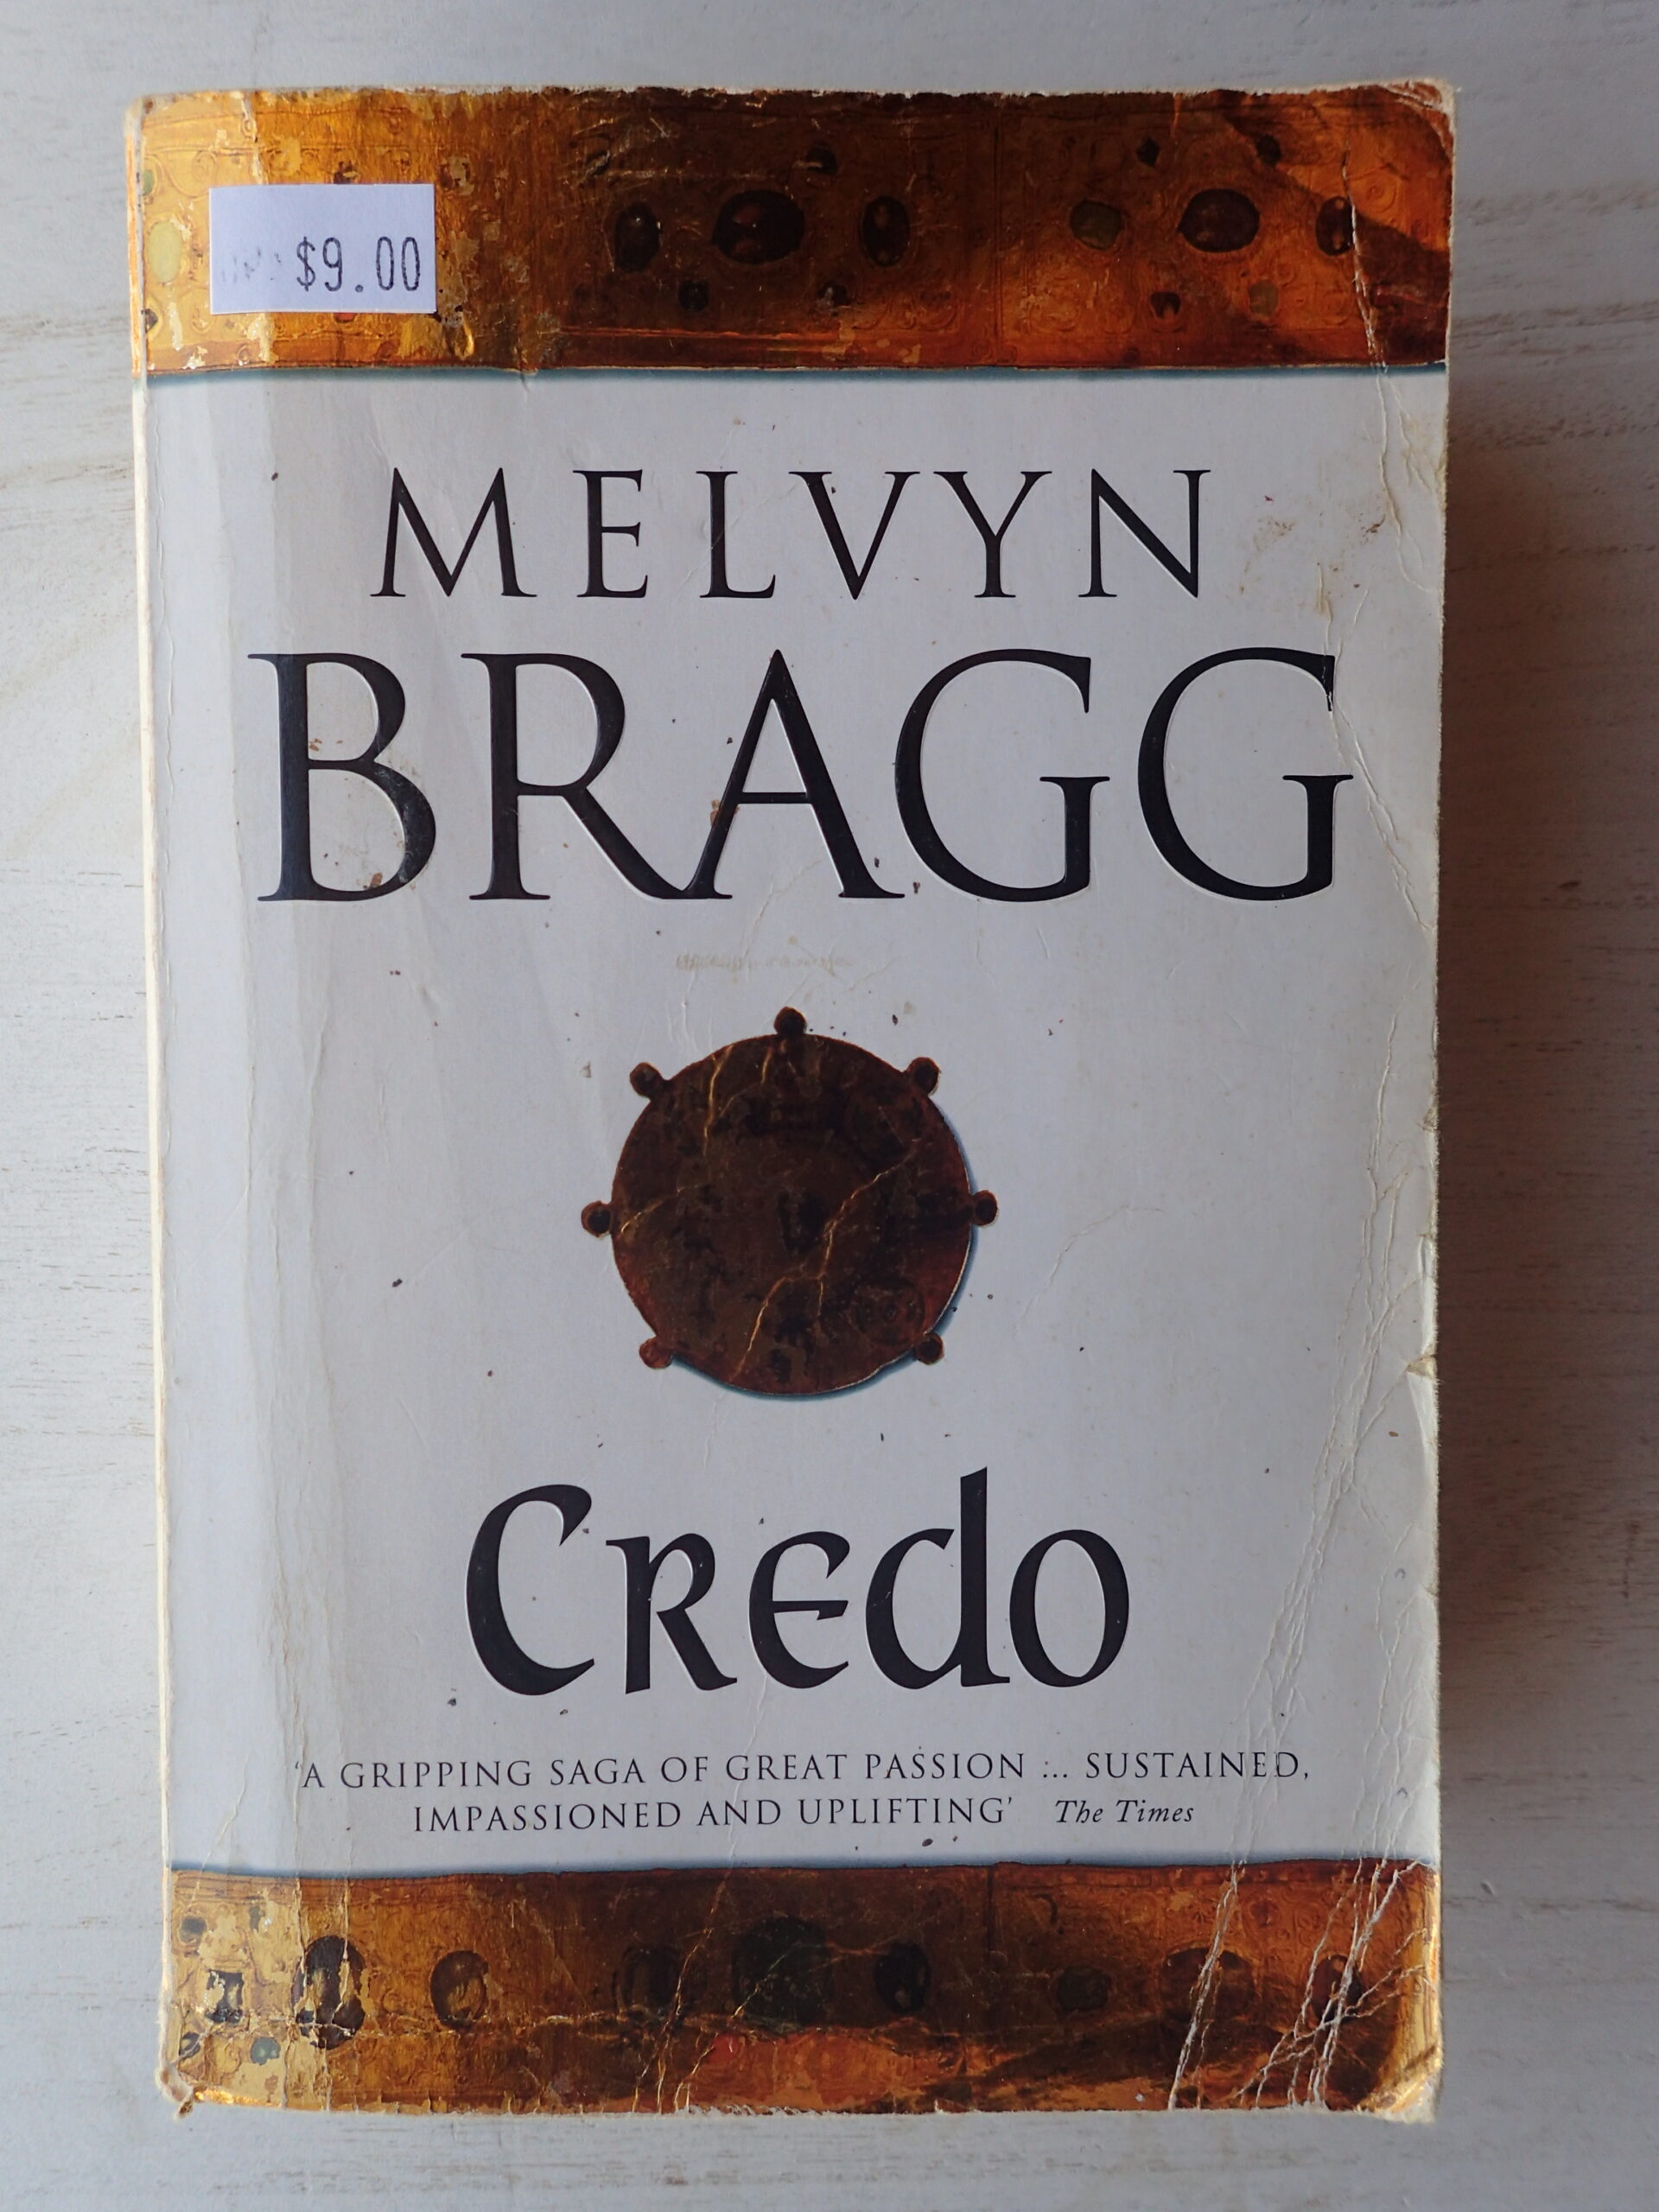 $9.00
MELVYN
BRAGG
Credo
'A GRIPPING SAGA OF GREAT PASSION ... SUSTAINED,
IMPASSIONED AND UPLIFTING' The Times